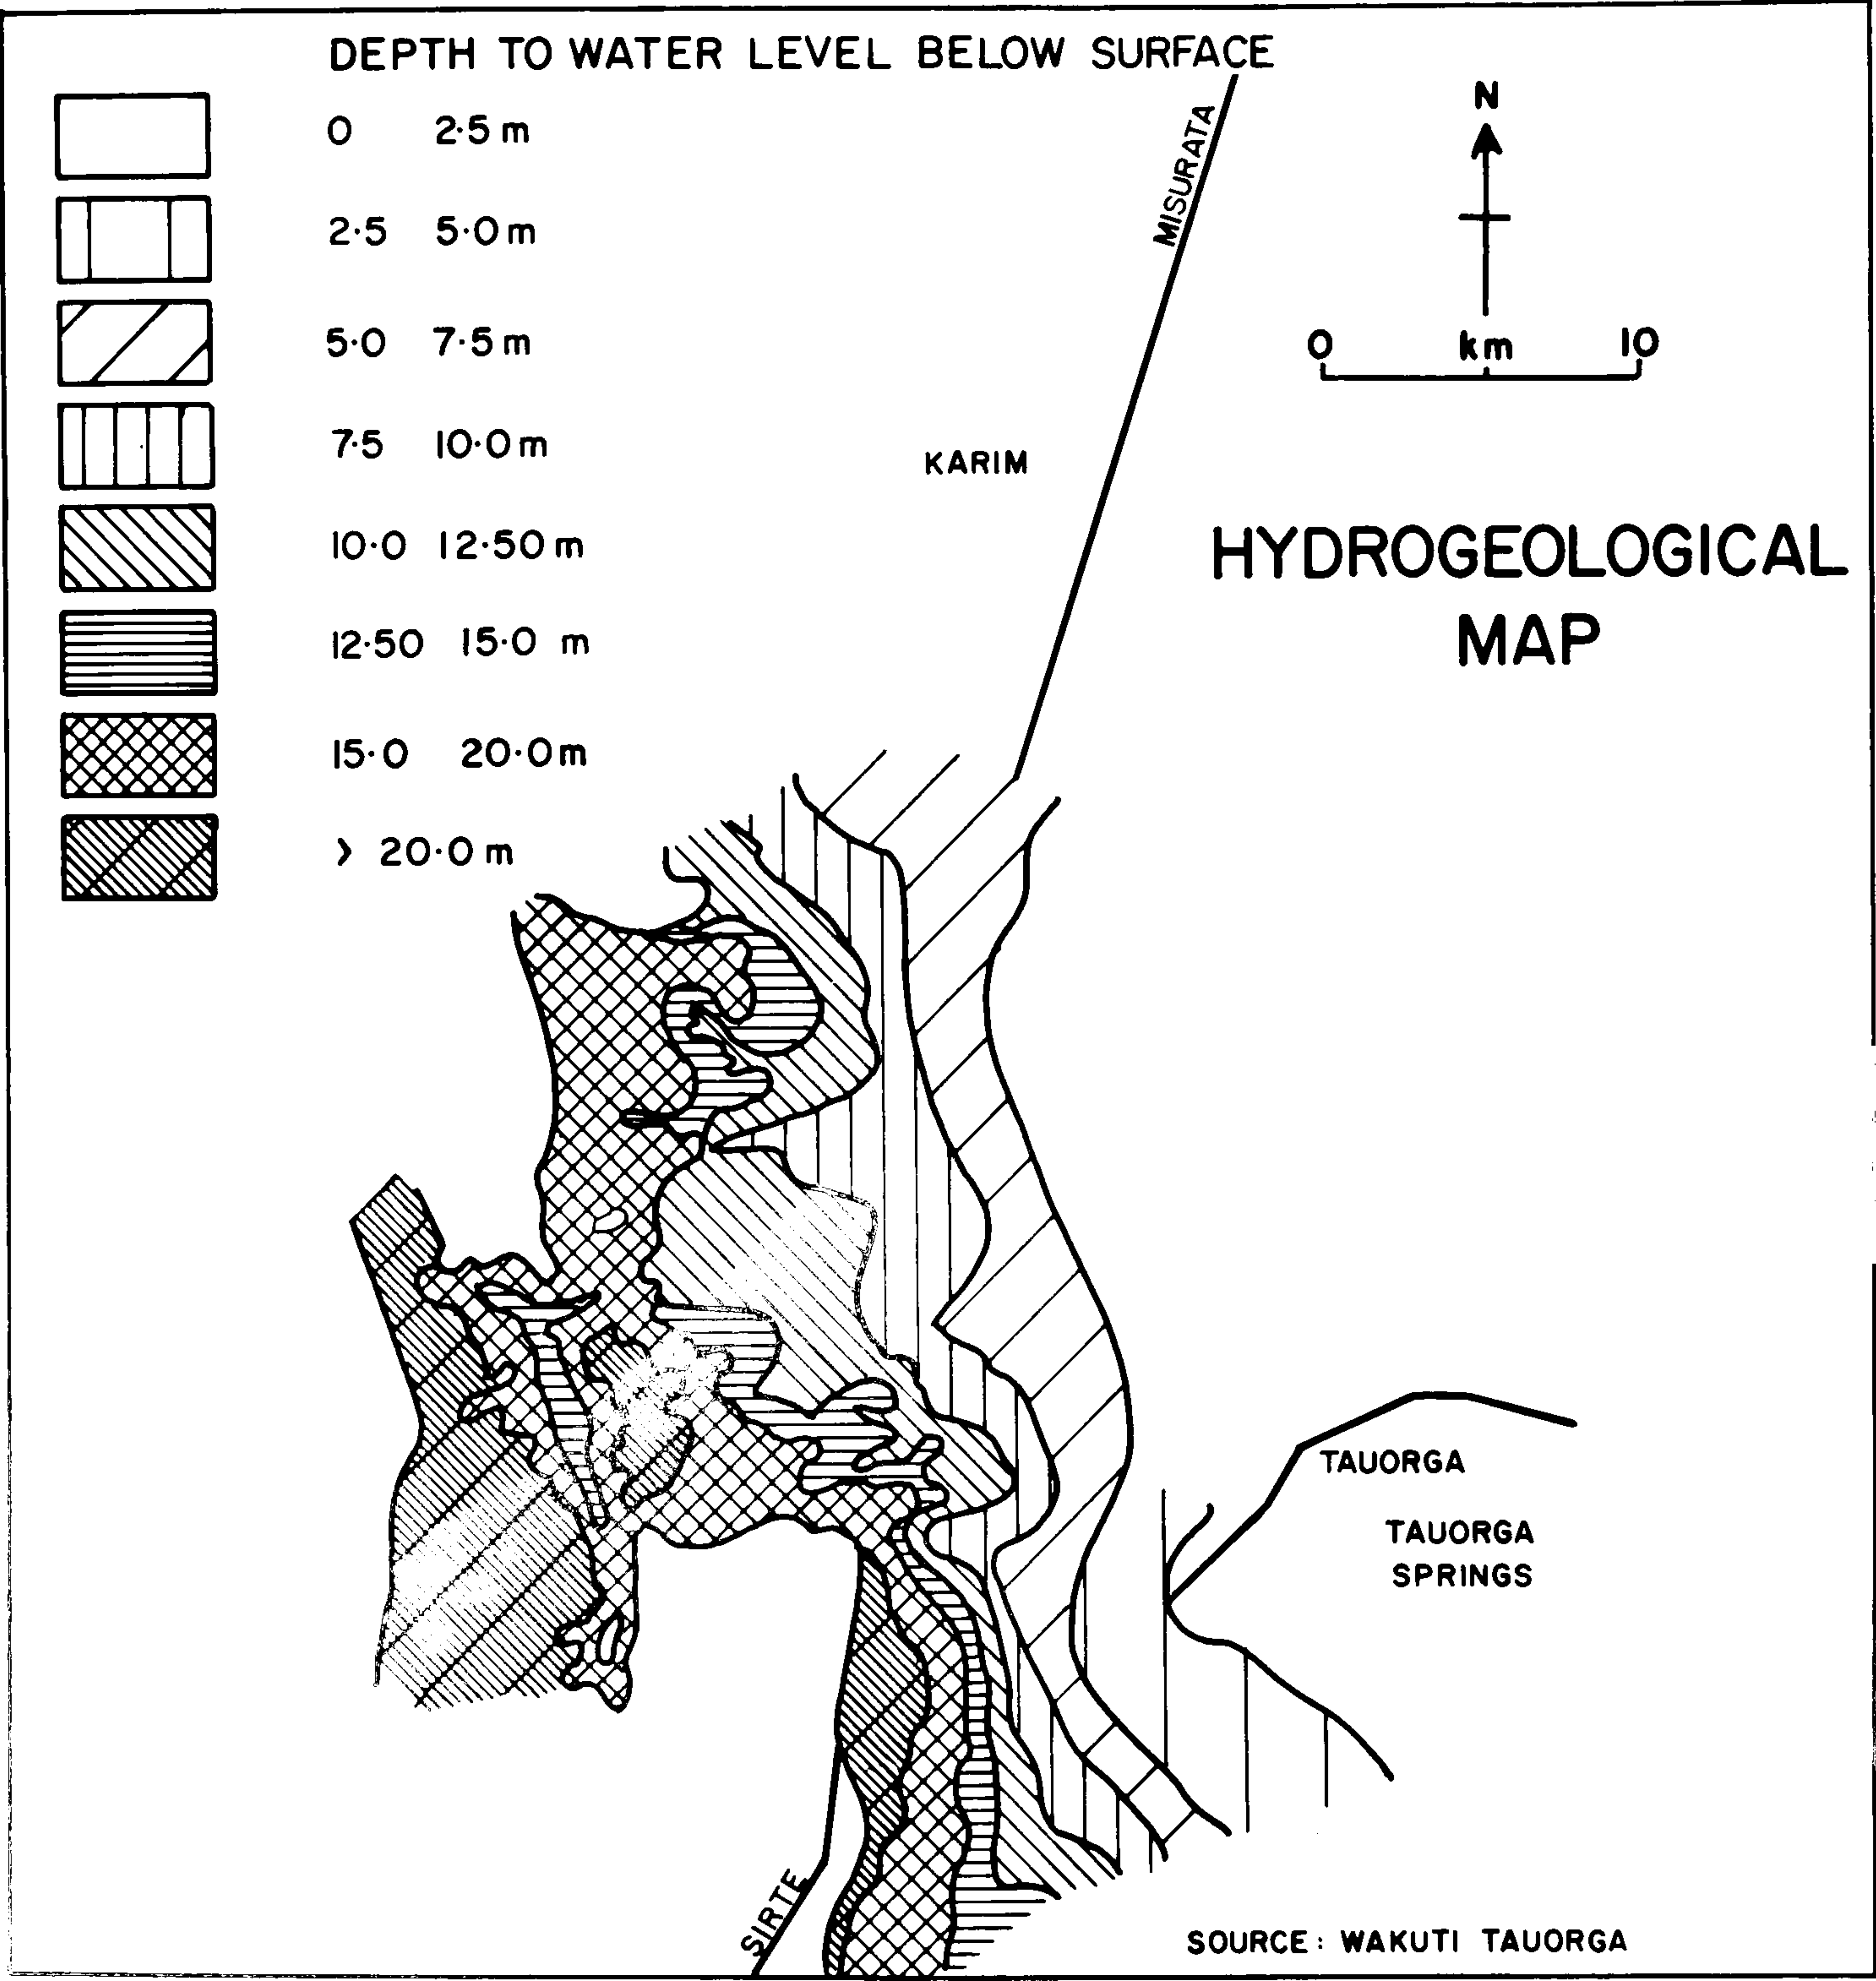 DEPTH TO WATER LEVEL BELOW SURFACE
0 2·5 m
2·5 5·0 m
5·0 7·5 m
7·5 10·0 m
10·0 12·50 m
12·50 15·0 m
15·0 20·0 m
> 20·0 m
MISURATA
N
0 km 10
KARIM
HYDROGEOLOGICAL
MAP
TAUORGA
TAUORGA
SPRINGS
SIRTE
SOURCE: WAKUTI TAUORGA